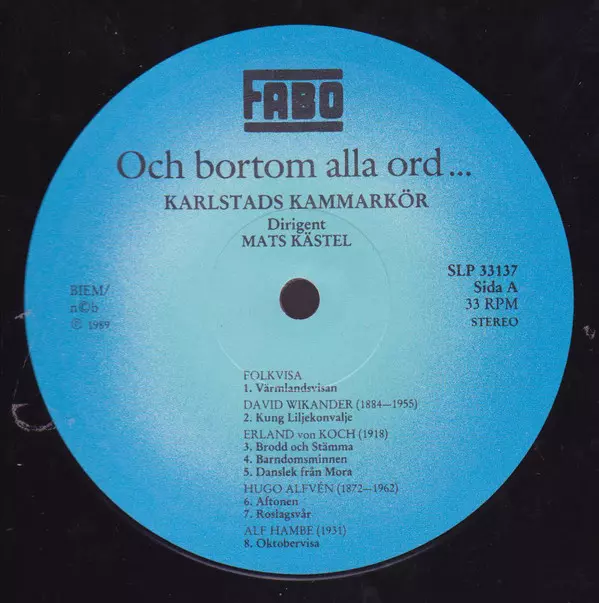 FABO
Och bortom alla ord...
KARLSTADS KAMMARKÖR
Dirigent
MATS KÄSTEL
SLP 33137
Sida A
33 RPM
STEREO
BIEM/
n©b
℗ 1989
FOLKVISA
1. Värmlandsvisan
DAVID WIKANDER (1884—1955)
2. Kung Liljekonvalje
ERLAND von KOCH (1918)
3. Brodd och Stämma
4. Barndomsminnen
5. Danslek från Mora
HUGO ALFVÉN (1872—1962)
6. Aftonen
7. Roslagsvår
ALF HAMBE (1931)
8. Oktobervisa